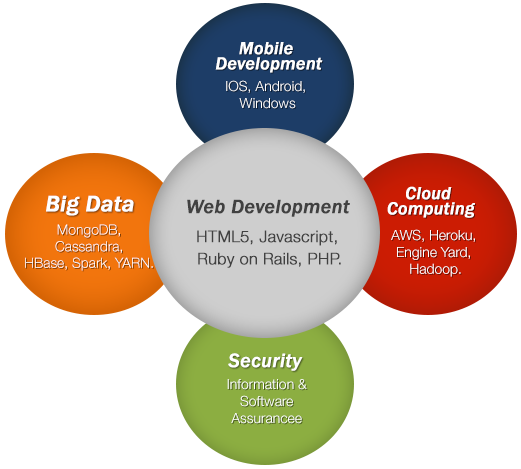 Mobile
Development
IOS, Android,
Windows
Big Data
MongoDB,
Cassandra,
HBase, Spark, YARN.
Web Development
HTML5, Javascript,
Ruby on Rails, PHP.
Cloud
Computing
AWS, Heroku,
Engine Yard,
Hadoop.
Security
Information &
Software
Assurancee